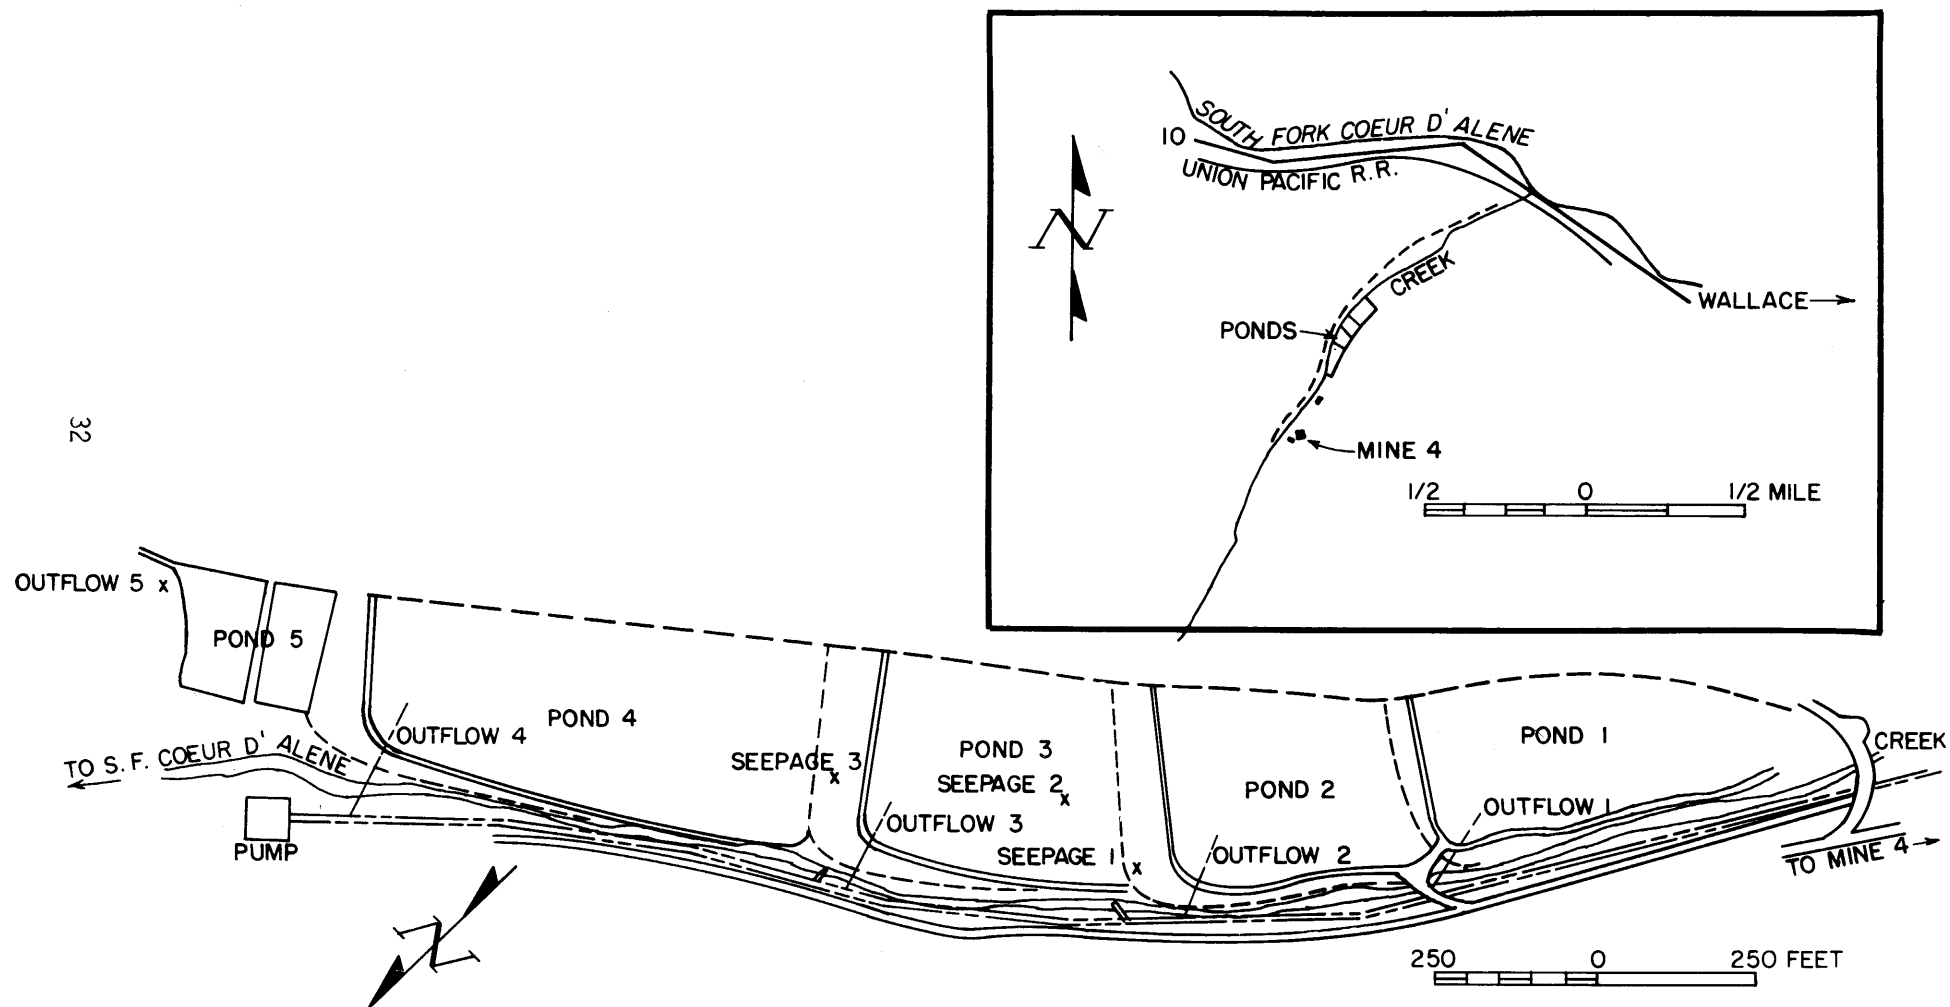 SOUTH FORK COEUR D' ALENE
10
UNION PACIFIC R.R.
N
CREEK
WALLACE
PONDS
MINE 4
1/2 0 1/2 MILE
32
OUTFLOW 5 x
POND 5
POND 4
OUTFLOW 4
TO S. F. COEUR D' ALENE
PUMP
SEEPAGE 3 x
POND 3
SEEPAGE 2 x
OUTFLOW 3
SEEPAGE 1 x
POND 2
OUTFLOW 2
POND 1
OUTFLOW 1
CREEK
TO MINE 4
N
250 0 250 FEET